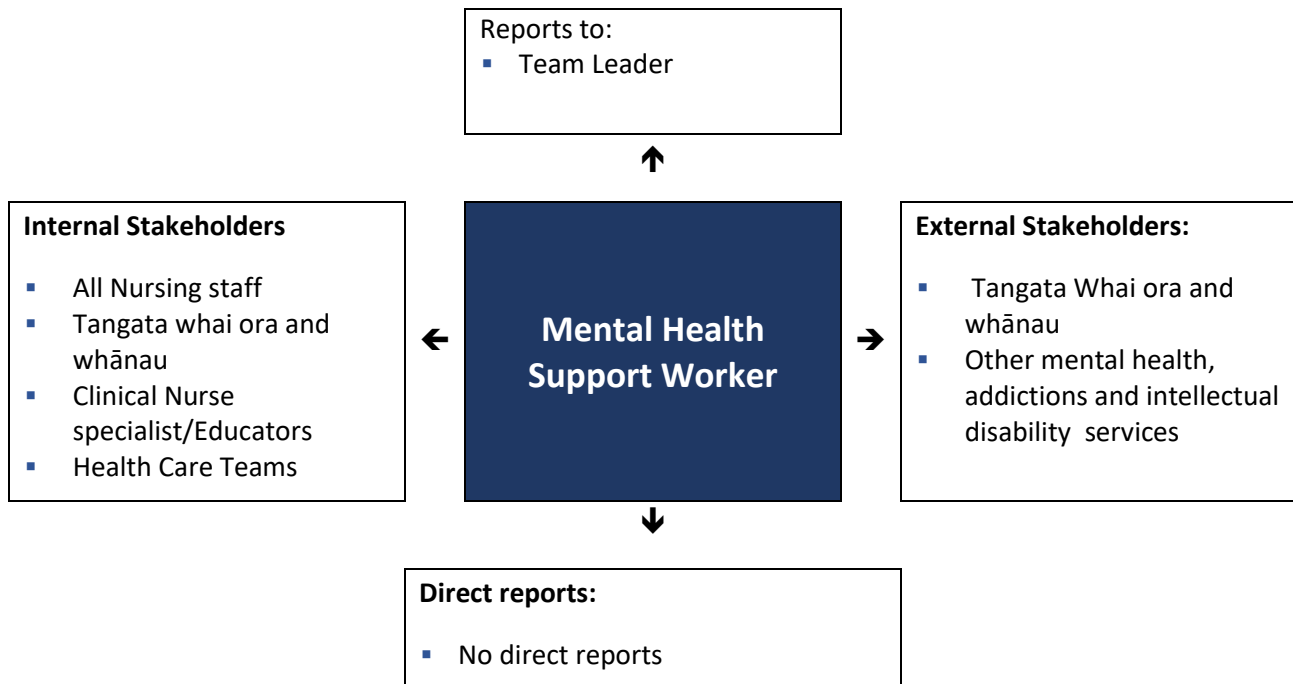 Reports to:
▪ Team Leader
Internal Stakeholders
▪ All Nursing staff
▪ Tangata whai ora and
whānau
▪ Clinical Nurse
specialist/Educators
▪ Health Care Teams
Mental Health
Support Worker
External Stakeholders:
▪ Tangata Whai ora and
whānau
▪ Other mental health,
addictions and intellectual
disability services
Direct reports:
▪ No direct reports